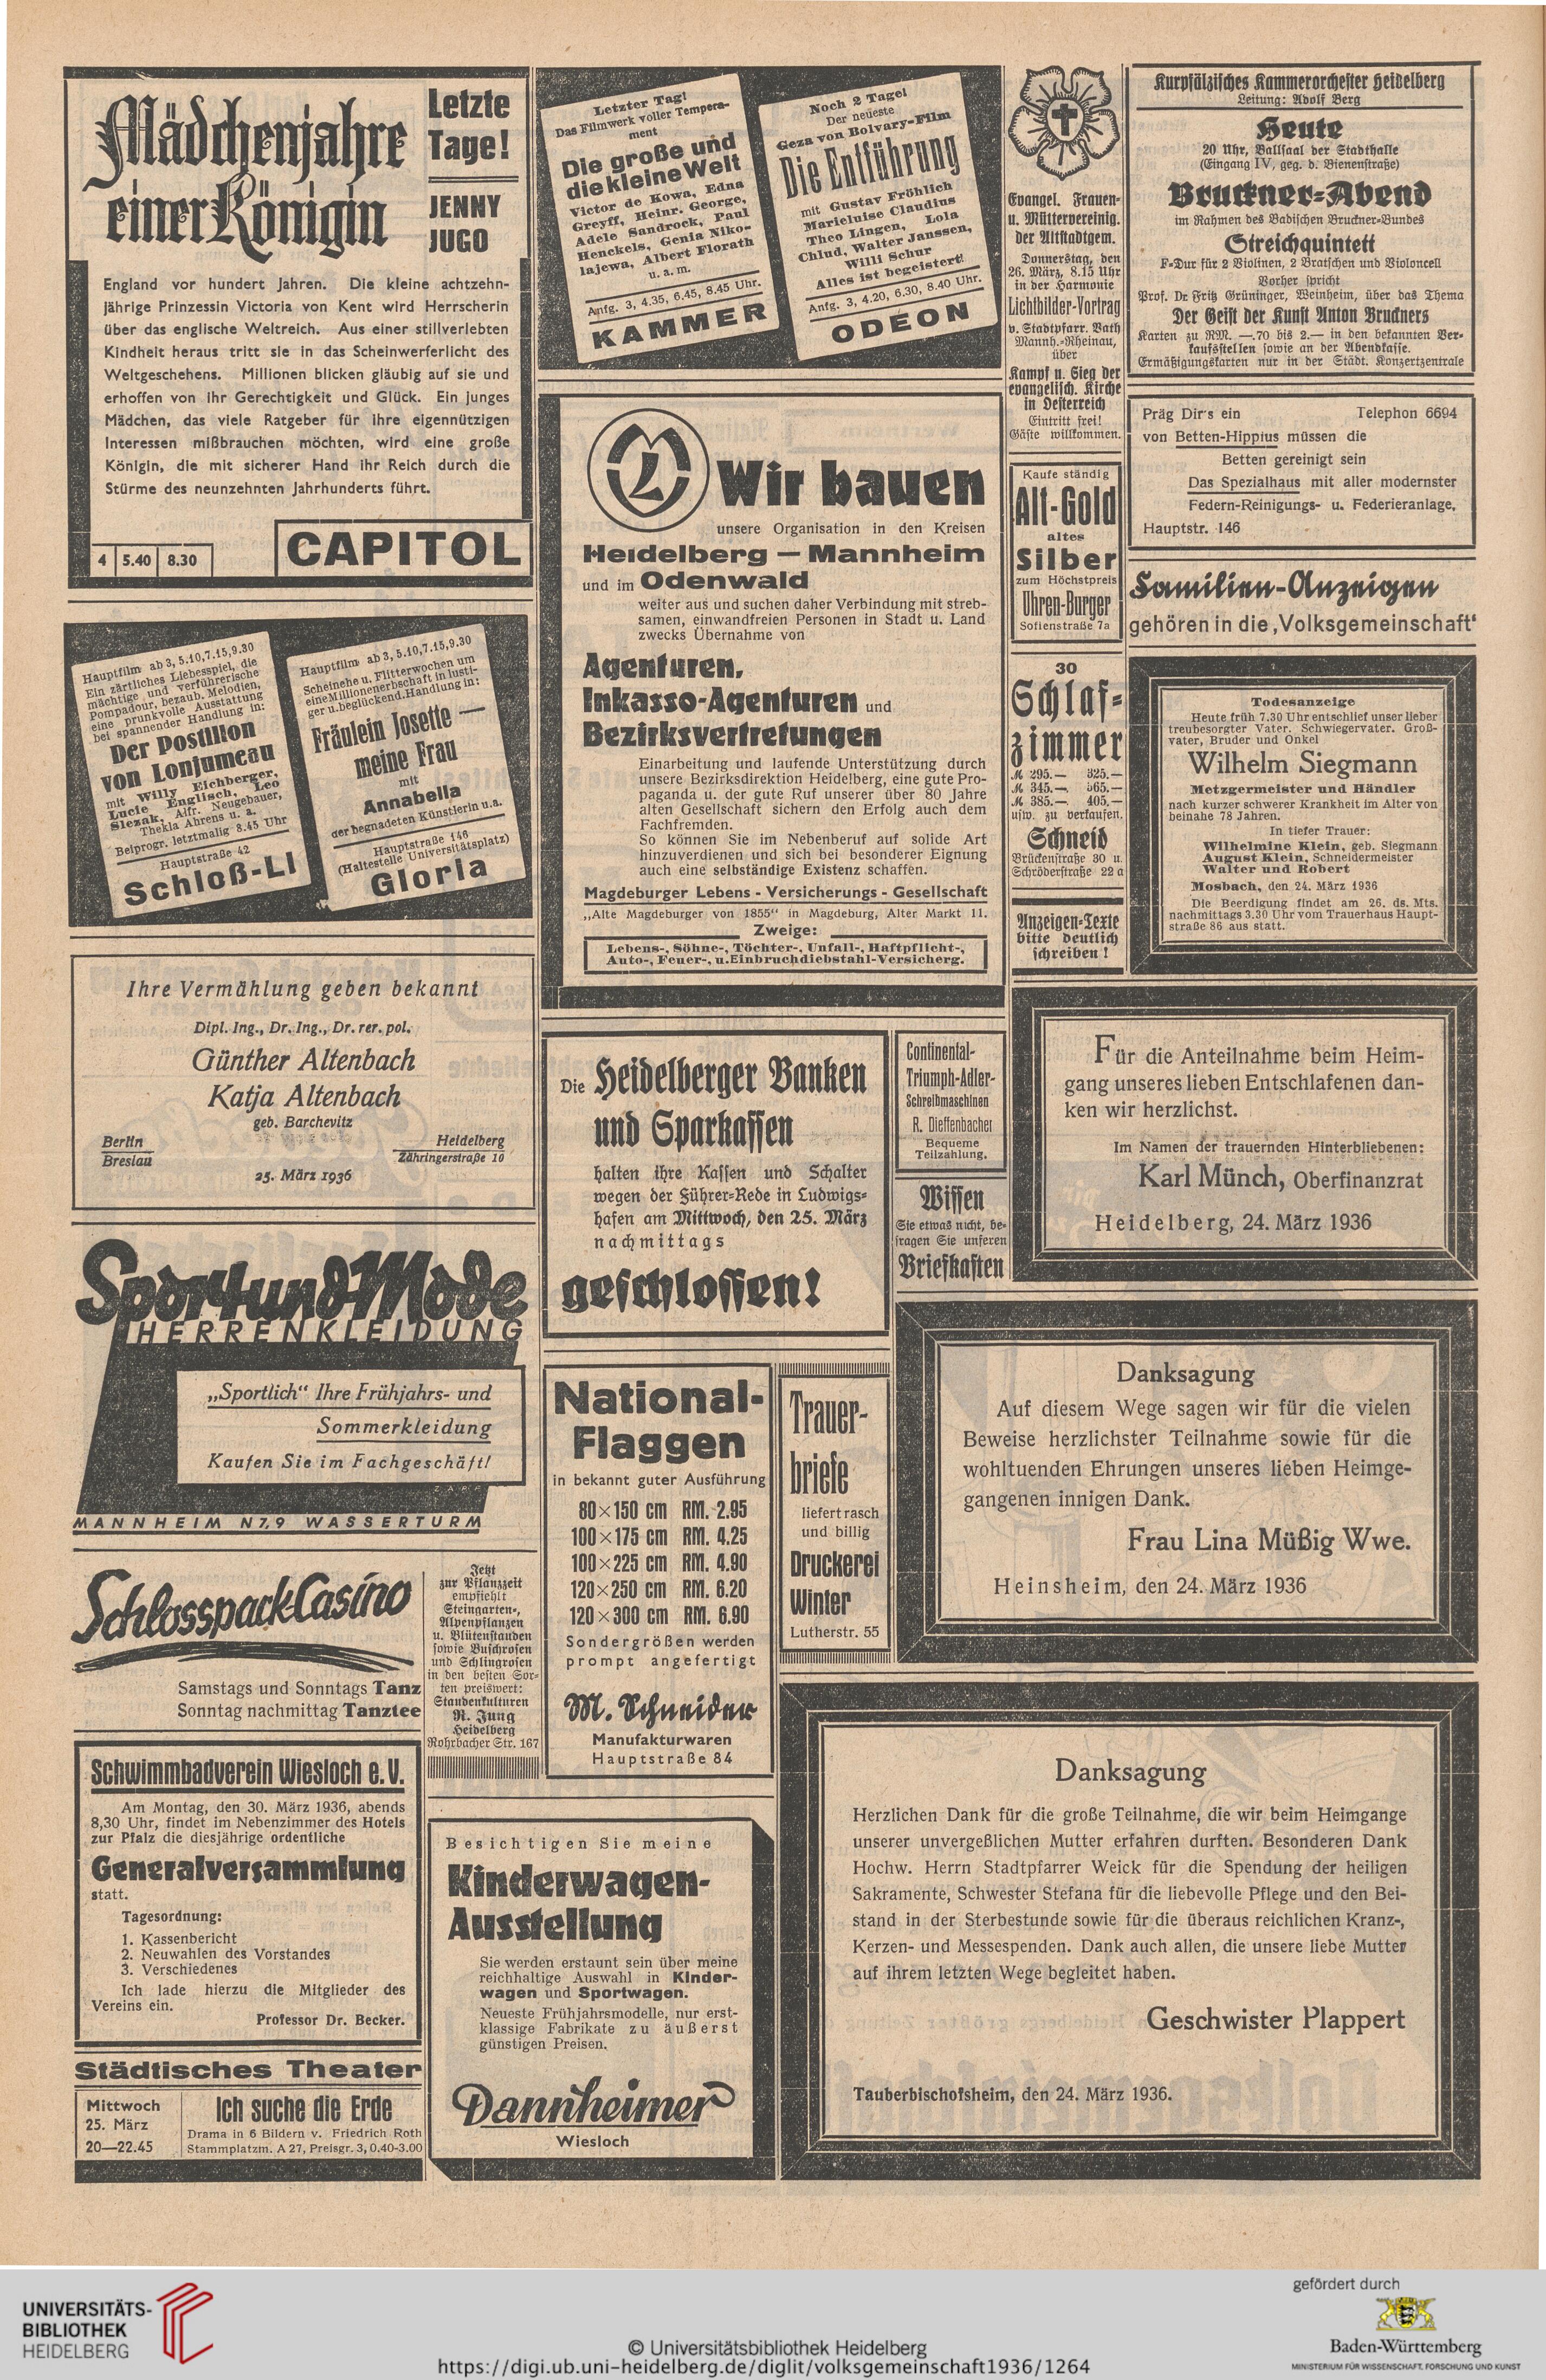 Mädchenjahre
einer Königin
Letzte
Tage!
JENNY
JUGO
England vor hundert Jahren. Die kleine achtzehn-
jährige Prinzessin Victoria von Kent wird Herrscherin
über das englische Weltreich. Aus einer stillverlebten
Kindheit heraus tritt sie in das Scheinwerferlicht des
Weltgeschehens. Millionen blicken gläubig auf sie und
erhoffen von ihr Gerechtigkeit und Glück. Ein junges
Mädchen, das viele Ratgeber für ihre eigennützigen
Interessen mißbrauchen möchten, wird eine große
Königin, die mit sicherer Hand ihr Reich durch die
Stürme des neunzehnten Jahrhunderts führt.
4 5.40 8.30
CAPITOL
Hauptfilm ab 3, 5.10, 7.15, 9.30
Ein zärtliches Liebesspiel, die
mächtige und verführerische
Pompadour, bezaub. Melodien,
eine prunkvolle Ausstattung
bei spannender Handlung in:
Der Postillon
von Lonjumeau
mit Willy Eichberger,
Lucie Englisch, Leo
Slezak, Alfr. Neugebauer,
Thekla Ahrens u. a.
Beiprogr. letztmalig 8.45 Uhr
Hauptstraße 42
Schloß-Li
Hauptfilm ab 3, 5.10, 7.15, 9.30
Scheinehe u. Flitterwochen um
eine Millionenerbschaft in lusti-
ger u. beglückend. Handlung in:
Fräulein Josette —
meine Frau
mit
Annabella
der begnadeten Künstlerin u. a.
Hauptstraße 146
(Haltestelle Universitätsplatz)
Gloria
Ihre Vermählung geben bekannt
Dipl. Ing., Dr. Ing., Dr. rer. pol.
Günther Altenbach
Katja Altenbach
geb. Barchevitz
Berlin
Breslau
Heidelberg
Zähringerstraße 10
25. März 1936
Sport und Mode
HERRENKLEIDUNG
„Sportlich“ Ihre Frühjahrs- und
Sommerkleidung
Kaufen Sie im Fachgeschäft!
MANNHEIM N7,9 WASSERTURM
Schlosspark Casino
Samstags und Sonntags Tanz
Sonntag nachmittag Tanztee
Jetzt
zur Pflanzzeit
empfiehlt
Steingarten-,
Alpenpflanzen
u. Blütenstauden
sowie Buschrosen
und Schlingrosen
in den besten Sor-
ten preiswert:
Staudenkulturen
R. Jung
Heidelberg
Rohrbacher Str. 167
Schwimmbadverein Wiesloch e. V.
Am Montag, den 30. März 1936, abends
8,30 Uhr, findet im Nebenzimmer des Hotels
zur Pfalz die diesjährige ordentliche
Generalversammlung
statt.
Tagesordnung:
1. Kassenbericht
2. Neuwahlen des Vorstandes
3. Verschiedenes
Ich lade hierzu die Mitglieder des
Vereins ein.
Professor Dr. Becker.
Städtisches Theater
Mittwoch
25. März
20—22.45
Ich suche die Erde
Drama in 6 Bildern v. Friedrich Roth
Stammplatzm. A 27, Preisgr. 3, 0.40-3.00
Letzter Tag!
Das Filmwerk voller Tempera-
ment
Die große und
die kleine Welt
Victor de Kowa, Edna
Greyff, Heinr. George,
Adele Sandrock, Paul
Henckels, Genia Niko-
lajewa, Albert Florath
u. a. m.
Anfg. 3, 4.35, 6.45, 8.45 Uhr.
KAMMER
Noch 2 Tage!
Der neueste
Geza von Bolvary-Film
Die Entführung
mit Gustav Fröhlich
Marieluise Claudius
Theo Lingen, Lola
Chlud, Walter Janssen,
Willi Schur
Alles ist begeistert!
Anfg. 3, 4.20, 6.30, 8.40 Uhr.
ODEON
Wir bauen
unsere Organisation in den Kreisen
Heidelberg — Mannheim
und im Odenwald
weiter aus und suchen daher Verbindung mit streb-
samen, einwandfreien Personen in Stadt u. Land
zwecks Übernahme von
Agenturen,
Inkasso-Agenturen und
Bezirksvertretungen
Einarbeitung und laufende Unterstützung durch
unsere Bezirksdirektion Heidelberg, eine gute Pro-
paganda u. der gute Ruf unserer über 80 Jahre
alten Gesellschaft sichern den Erfolg auch dem
Fachfremden.
So können Sie im Nebenberuf auf solide Art
hinzuverdienen und sich bei besonderer Eignung
auch eine selbständige Existenz schaffen.
Magdeburger Lebens - Versicherungs - Gesellschaft
„Alte Magdeburger von 1855“ in Magdeburg, Alter Markt 11.
Zweige:
Lebens-, Söhne-, Töchter-, Unfall-, Haftpflicht-,
Auto-, Feuer-, u. Einbruchdiebstahl-Versicherg.
Die Heidelberger Banken
und Sparkassen
halten ihre Kassen und Schalter
wegen der Führer-Rede in Ludwigs-
hafen am Mittwoch, den 25. März
nachmittags
geschlossen!
Continental-
Triumph-Adler-
Schreibmaschinen
R. Dieffenbacher
Bequeme
Teilzahlung.
Wissen
Sie etwas nicht, be-
fragen Sie unseren
Briefkasten
National-
Flaggen
in bekannt guter Ausführung
80×150 cm RM. 2.95
100×175 cm RM. 4.25
100×225 cm RM. 4.90
120×250 cm RM. 6.20
120×300 cm RM. 6.90
Sondergrößen werden
prompt angefertigt
M. Schneider
Manufakturwaren
Hauptstraße 84
Trauer-
briefe
liefert rasch
und billig
Druckerei
Winter
Lutherstr. 55
Besichtigen Sie meine
Kinderwagen-
Ausstellung
Sie werden erstaunt sein über meine
reichhaltige Auswahl in Kinder-
wagen und Sportwagen.
Neueste Frühjahrsmodelle, nur erst-
klassige Fabrikate zu äußerst
günstigen Preisen.
Dannheimer
Wiesloch
Evangel. Frauen-
u. Müttervereinig.
der Altstadtgem.
Donnerstag, den
26. März, 8.15 Uhr
in der Harmonie
Lichtbilder-Vortrag
v. Stadtpfarr. Vath
Mannh.-Rheinau,
über
Kampf u. Sieg der
evangelisch. Kirche
in Oesterreich
Eintritt frei!
Gäste willkommen.
Kaufe ständig
Alt-Gold
altes
Silber
zum Höchstpreis
Uhren-Burger
Sofienstraße 7a
30
Schlaf-
zimmer
M 295.— 325.—
M 345.— 365.—
M 385.— 405.—
usw. zu verkaufen.
Schneid
Brückenstraße 30 u.
Schröderstraße 22 a
Anzeigen-Texte
bitte deutlich
schreiben!
Kurpfälzisches Kammerorchester Heidelberg
Leitung: Adolf Berg
Heute
20 Uhr, Ballsaal der Stadthalle
(Eingang IV, geg. d. Bienenstraße)
Bruckner-Abend
im Rahmen des Badischen Bruckner-Bundes
Streichquintett
F-Dur für 2 Violinen, 2 Bratschen und Violoncell
Vorher spricht
Prof. Dr. Fritz Grüninger, Weinheim, über das Thema
Der Geist der Kunst Anton Bruckners
Karten zu RM. —.70 bis 2.— in den bekannten Ver-
kaufsstellen sowie an der Abendkasse.
Ermäßigungskarten nur in der Städt. Konzertzentrale
Präg Dir's ein Telephon 6694
von Betten-Hippius müssen die
Betten gereinigt sein
Das Spezialhaus mit aller modernster
Federn-Reinigungs- u. Federieranlage,
Hauptstr. 146
Familien-Anzeigen
gehören in die ‚Volksgemeinschaft‘
Todesanzeige
Heute früh 7.30 Uhr entschlief unser lieber
treubesorgter Vater, Schwiegervater, Groß-
vater, Bruder und Onkel
Wilhelm Siegmann
Metzgermeister und Händler
nach kurzer schwerer Krankheit im Alter von
beinahe 78 Jahren.
In tiefer Trauer:
Wilhelmine Klein, geb. Siegmann
August Klein, Schneidermeister
Walter und Robert
Mosbach, den 24. März 1936
Die Beerdigung findet am 26. ds. Mts.
nachmittags 3.30 Uhr vom Trauerhaus Haupt-
straße 86 aus statt.
Für die Anteilnahme beim Heim-
gang unseres lieben Entschlafenen dan-
ken wir herzlichst.
Im Namen der trauernden Hinterbliebenen:
Karl Münch, Oberfinanzrat
Heidelberg, 24. März 1936
Danksagung
Auf diesem Wege sagen wir für die vielen
Beweise herzlichster Teilnahme sowie für die
wohltuenden Ehrungen unseres lieben Heimge-
gangenen innigen Dank.
Frau Lina Müßig Wwe.
Heinsheim, den 24. März 1936
Danksagung
Herzlichen Dank für die große Teilnahme, die wir beim Heimgange
unserer unvergeßlichen Mutter erfahren durften. Besonderen Dank
Hochw. Herrn Stadtpfarrer Weick für die Spendung der heiligen
Sakramente, Schwester Stefana für die liebevolle Pflege und den Bei-
stand in der Sterbestunde sowie für die überaus reichlichen Kranz-,
Kerzen- und Messespenden. Dank auch allen, die unsere liebe Mutter
auf ihrem letzten Wege begleitet haben.
Geschwister Plappert
Tauberbischofsheim, den 24. März 1936.
UNIVERSITÄTS-
BIBLIOTHEK
HEIDELBERG
© Universitätsbibliothek Heidelberg
https://digi.ub.uni-heidelberg.de/diglit/volksgemeinschaft1936/1264
gefördert durch
Baden-Württemberg
MINISTERIUM FÜR WISSENSCHAFT, FORSCHUNG UND KUNST